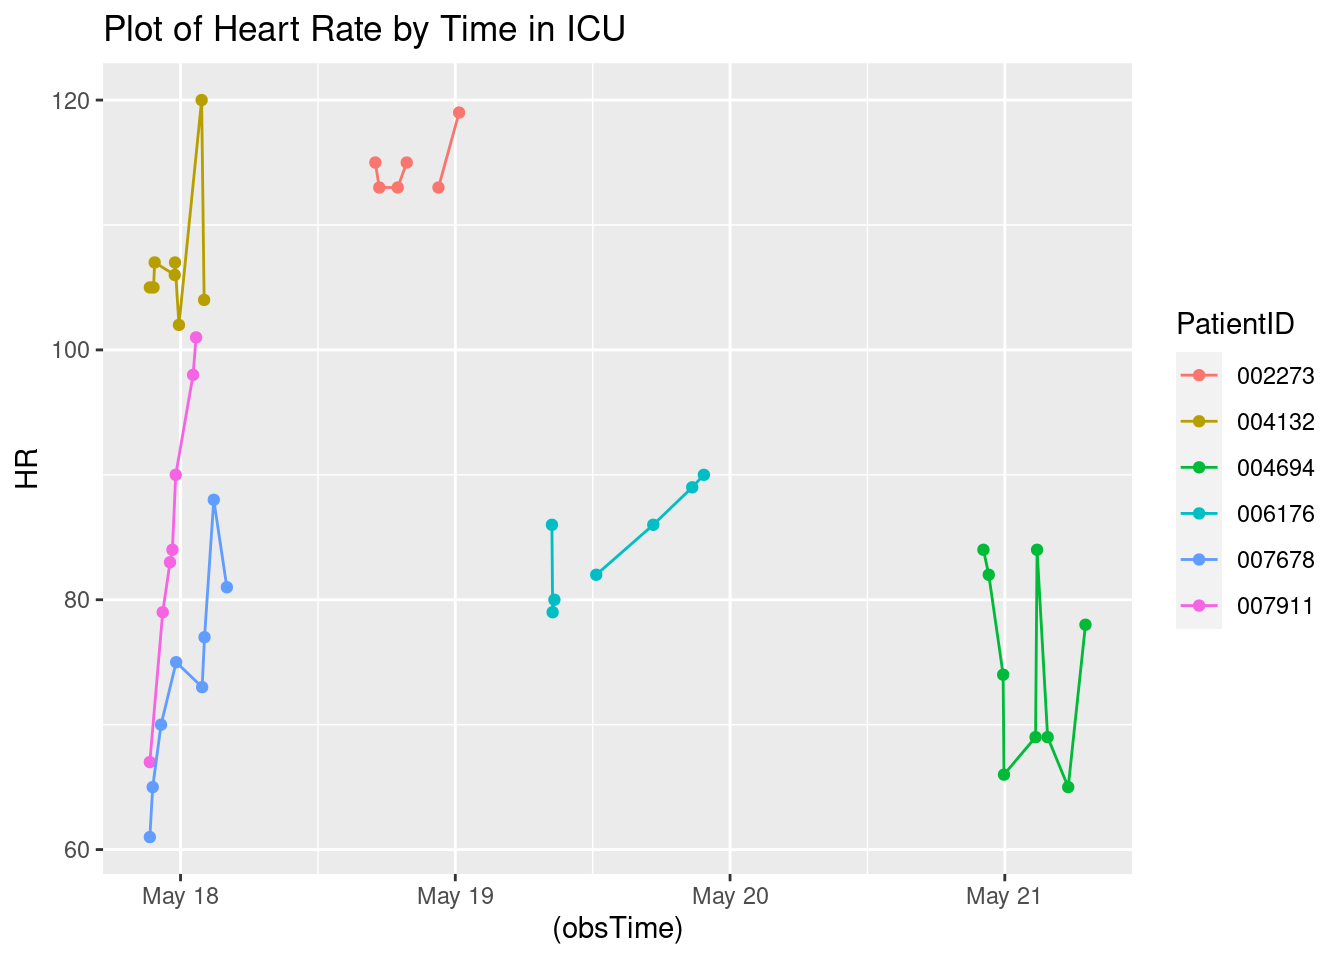 Plot of Heart Rate by Time in ICU
120
100
80
60
HR
May 18
May 19
May 20
May 21
(obsTime)
PatientID
002273
004132
004694
006176
007678
007911